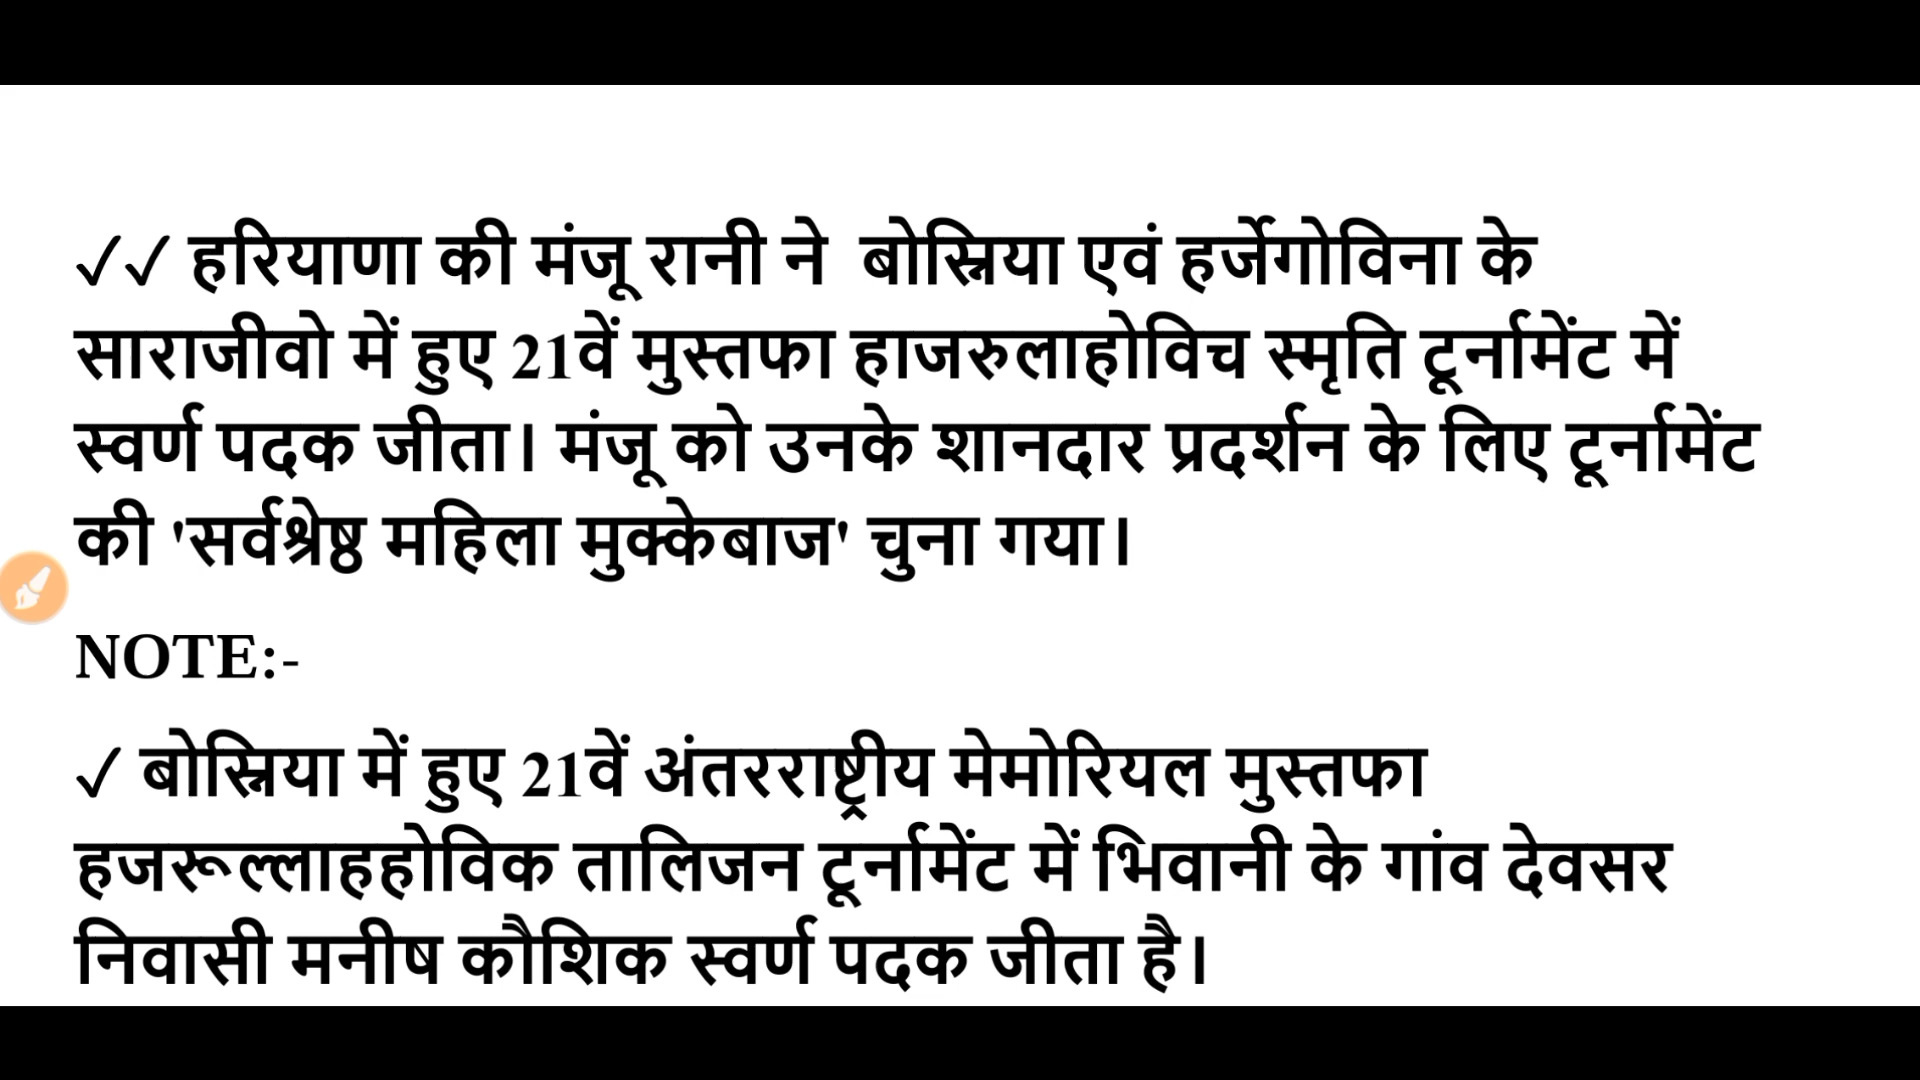 ✓✓ हरियाणा की मंजू रानी ने बोस्निया एवं हर्जेगोविना के
साराजीवो में हुए 21वें मुस्तफा हाजरुलाहोविच स्मृति टूर्नामेंट में
स्वर्ण पदक जीता। मंजू को उनके शानदार प्रदर्शन के लिए टूर्नामेंट
की 'सर्वश्रेष्ठ महिला मुक्केबाज' चुना गया।
NOTE:-
✓ बोस्निया में हुए 21वें अंतरराष्ट्रीय मेमोरियल मुस्तफा
हजरूल्लाहहोविक तालिजन टूर्नामेंट में भिवानी के गांव देवसर
निवासी मनीष कौशिक स्वर्ण पदक जीता है।